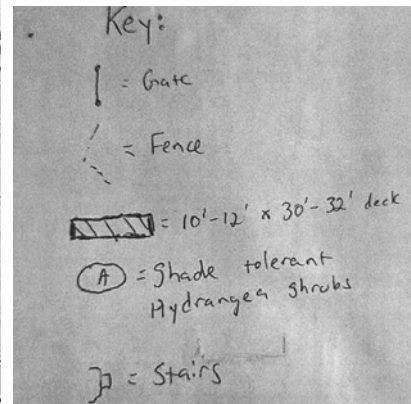 Key:
= Gate
= Fence
= 10'-12' x 30'-32' deck
A = Shade tolerant
Hydrangea shrubs
= Stairs